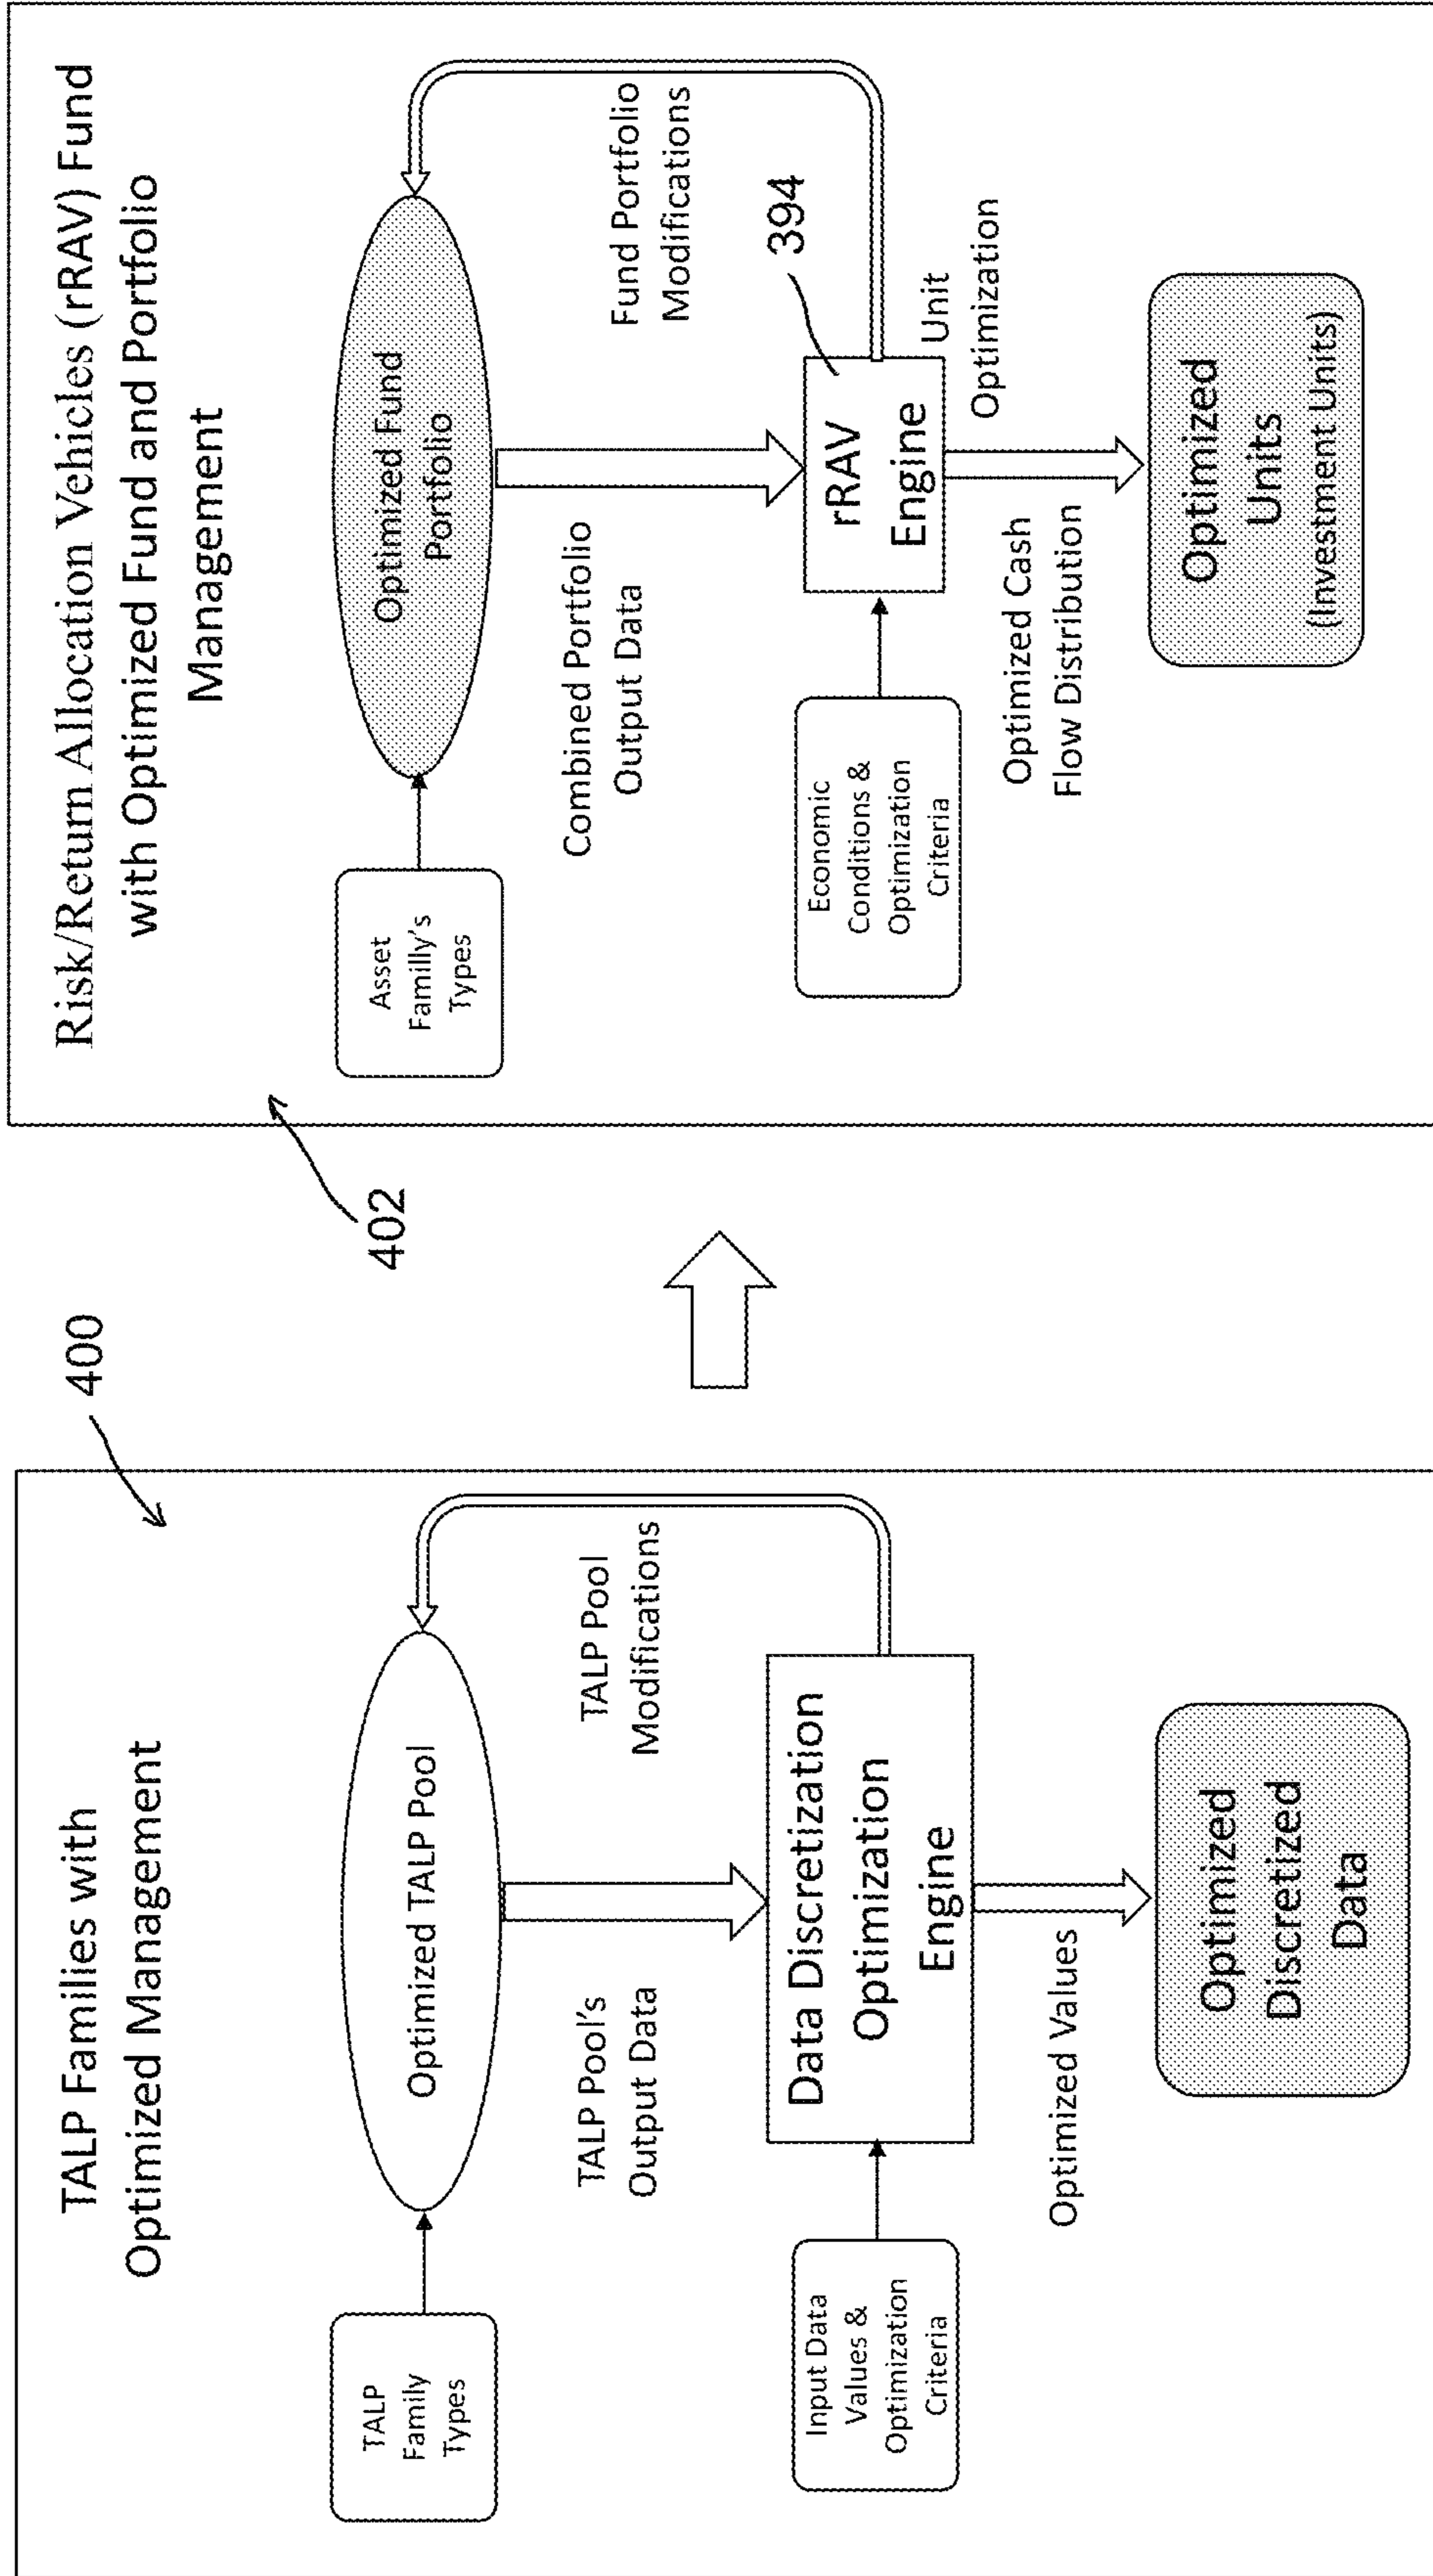 TALP Families with
Optimized Management
400
TALP
Family
Types
Optimized TALP Pool
TALP Pool's
Output Data
TALP Pool
Modifications
Input Data
Values &
Optimization
Criteria
Data Discretization
Optimization
Engine
Optimized Values
Optimized
Discretized
Data
402
Risk/Return Allocation Vehicles (rRAV) Fund
with Optimized Fund and Portfolio
Management
Asset
Familly's
Types
Optimized Fund
Portfolio
Combined Portfolio
Output Data
Fund Portfolio
Modifications
394
Economic
Conditions &
Optimization
Criteria
rRAV
Engine
Optimized Cash
Flow Distribution
Unit
Optimization
Optimized
Units
(Investment Units)